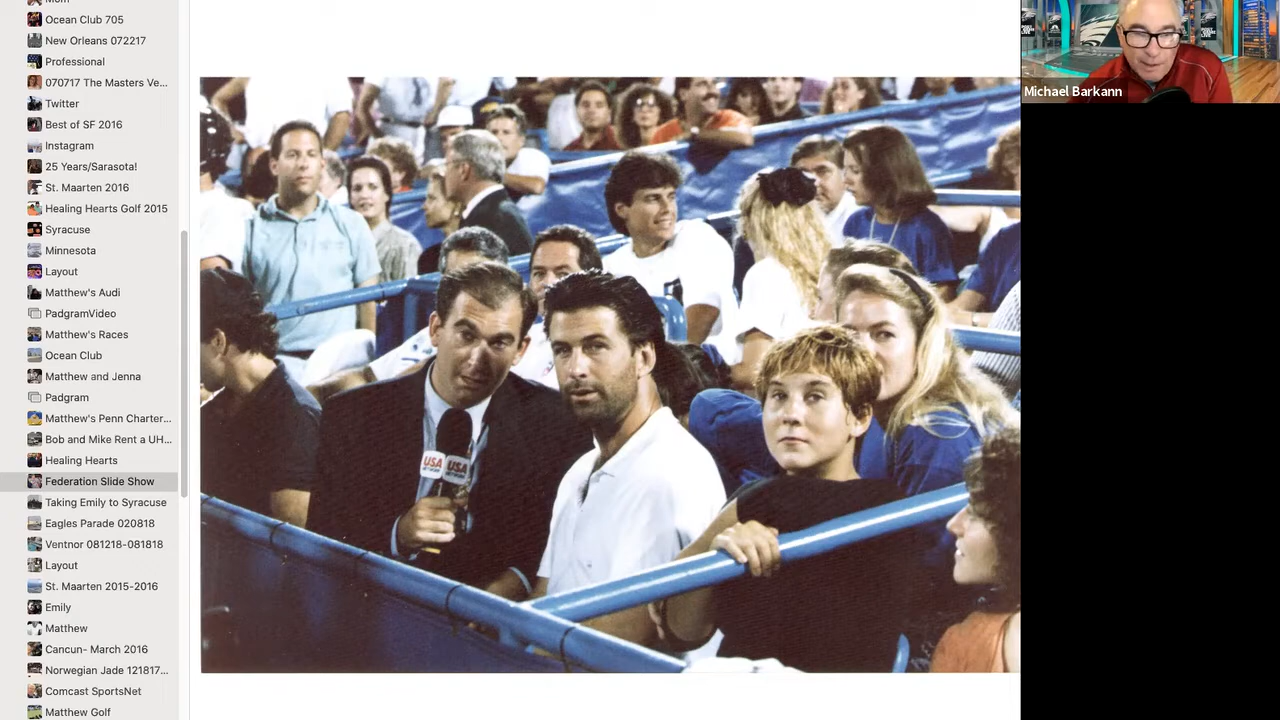 Mom
Ocean Club 705
New Orleans 072217
Professional
070717 The Masters Ve...
Twitter
Best of SF 2016
Instagram
25 Years/Sarasota!
St. Maarten 2016
Healing Hearts Golf 2015
Syracuse
Minnesota
Layout
Matthew's Audi
PadgramVideo
Matthew's Races
Ocean Club
Matthew and Jenna
Padgram
Matthew's Penn Charter...
Bob and Mike Rent a UH...
Healing Hearts
Federation Slide Show
Taking Emily to Syracuse
Eagles Parade 020818
Ventnor 081218-081818
Layout
St. Maarten 2015-2016
Emily
Matthew
Cancun- March 2016
Norwegian Jade 121817...
Comcast SportsNet
Matthew Golf
USA
NETWORK
USA
NETWORK
Michael Barkann